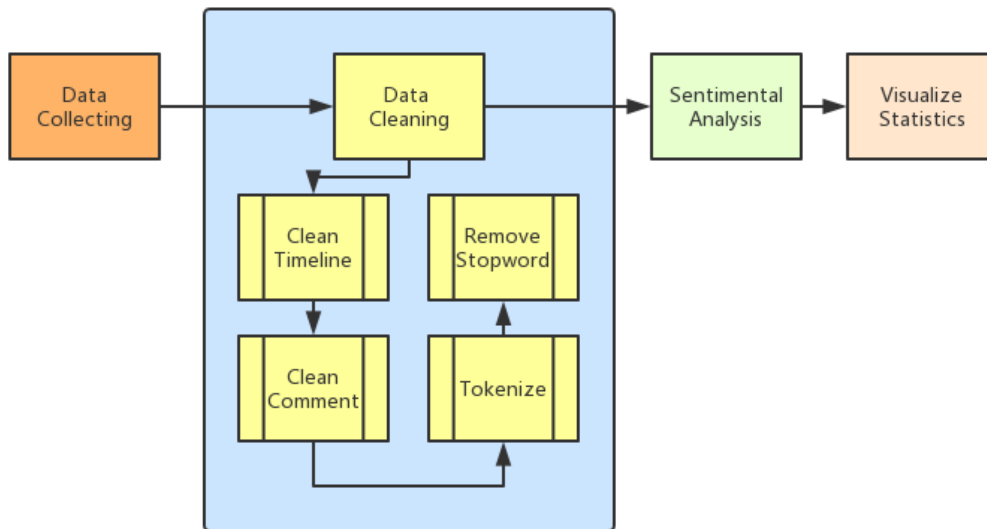 Data
Collecting
Data
Cleaning
Sentimental
Analysis
Visualize
Statistics
Clean
Timeline
Remove
Stopword
Clean
Comment
Tokenize